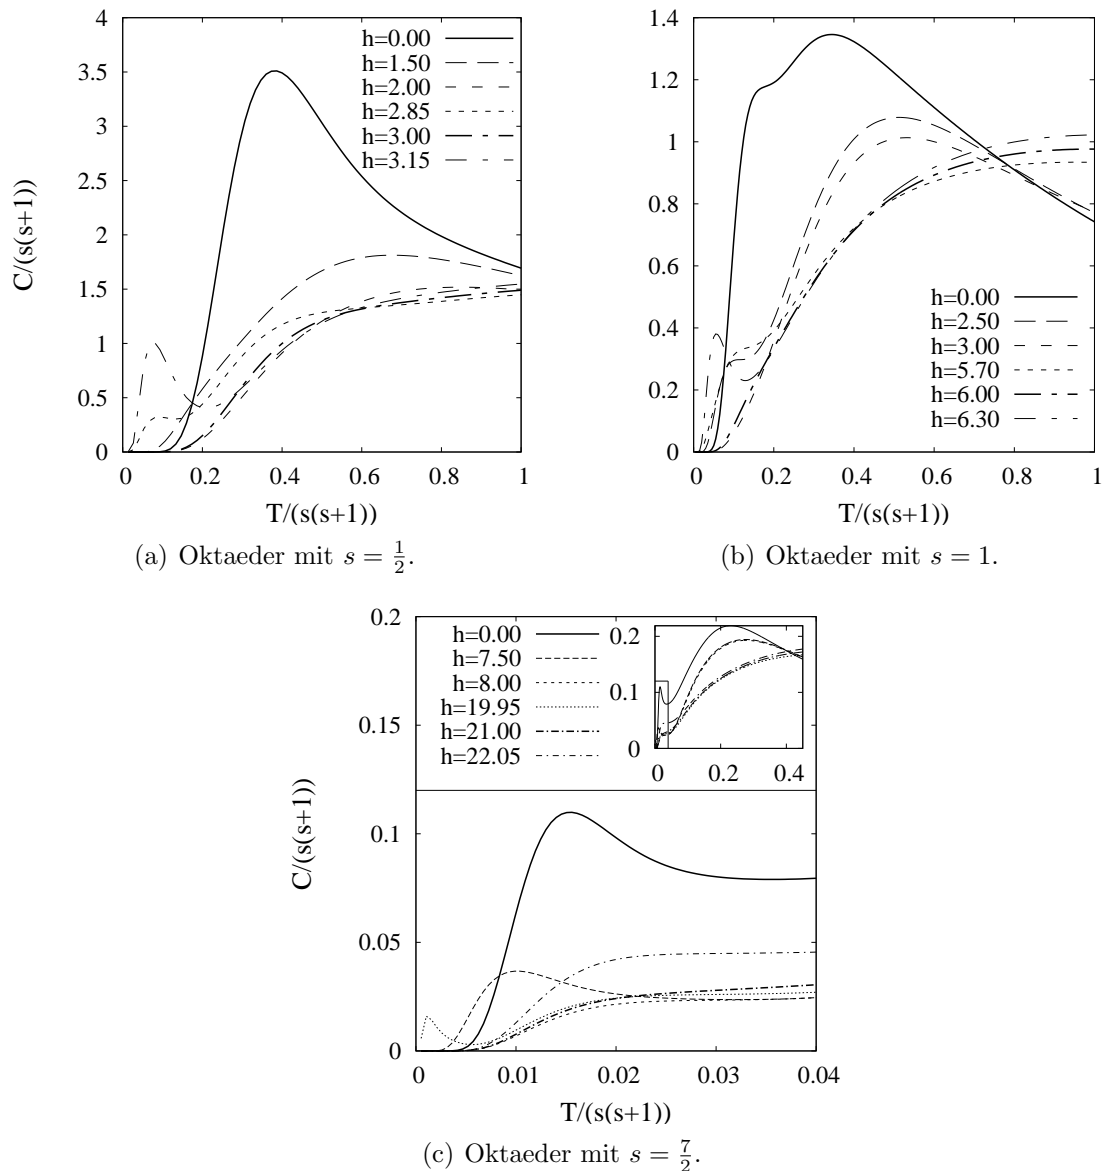 4
3.5
3
2.5
2
1.5
1
0.5
0
C/(s(s+1))
h=0.00
h=1.50
h=2.00
h=2.85
h=3.00
h=3.15
0 0.2 0.4 0.6 0.8 1
T/(s(s+1))
(a) Oktaeder mit s = 1/2.
1.4
1.2
1
0.8
0.6
0.4
0.2
0
C/(s(s+1))
h=0.00
h=2.50
h=3.00
h=5.70
h=6.00
h=6.30
0 0.2 0.4 0.6 0.8 1
T/(s(s+1))
(b) Oktaeder mit s = 1.
0.2
0.15
0.1
0.05
0
C/(s(s+1))
h=0.00
h=7.50
h=8.00
h=19.95
h=21.00
h=22.05
0.2
0.1
0
0 0.2 0.4
0 0.01 0.02 0.03 0.04
T/(s(s+1))
(c) Oktaeder mit s = 7/2.